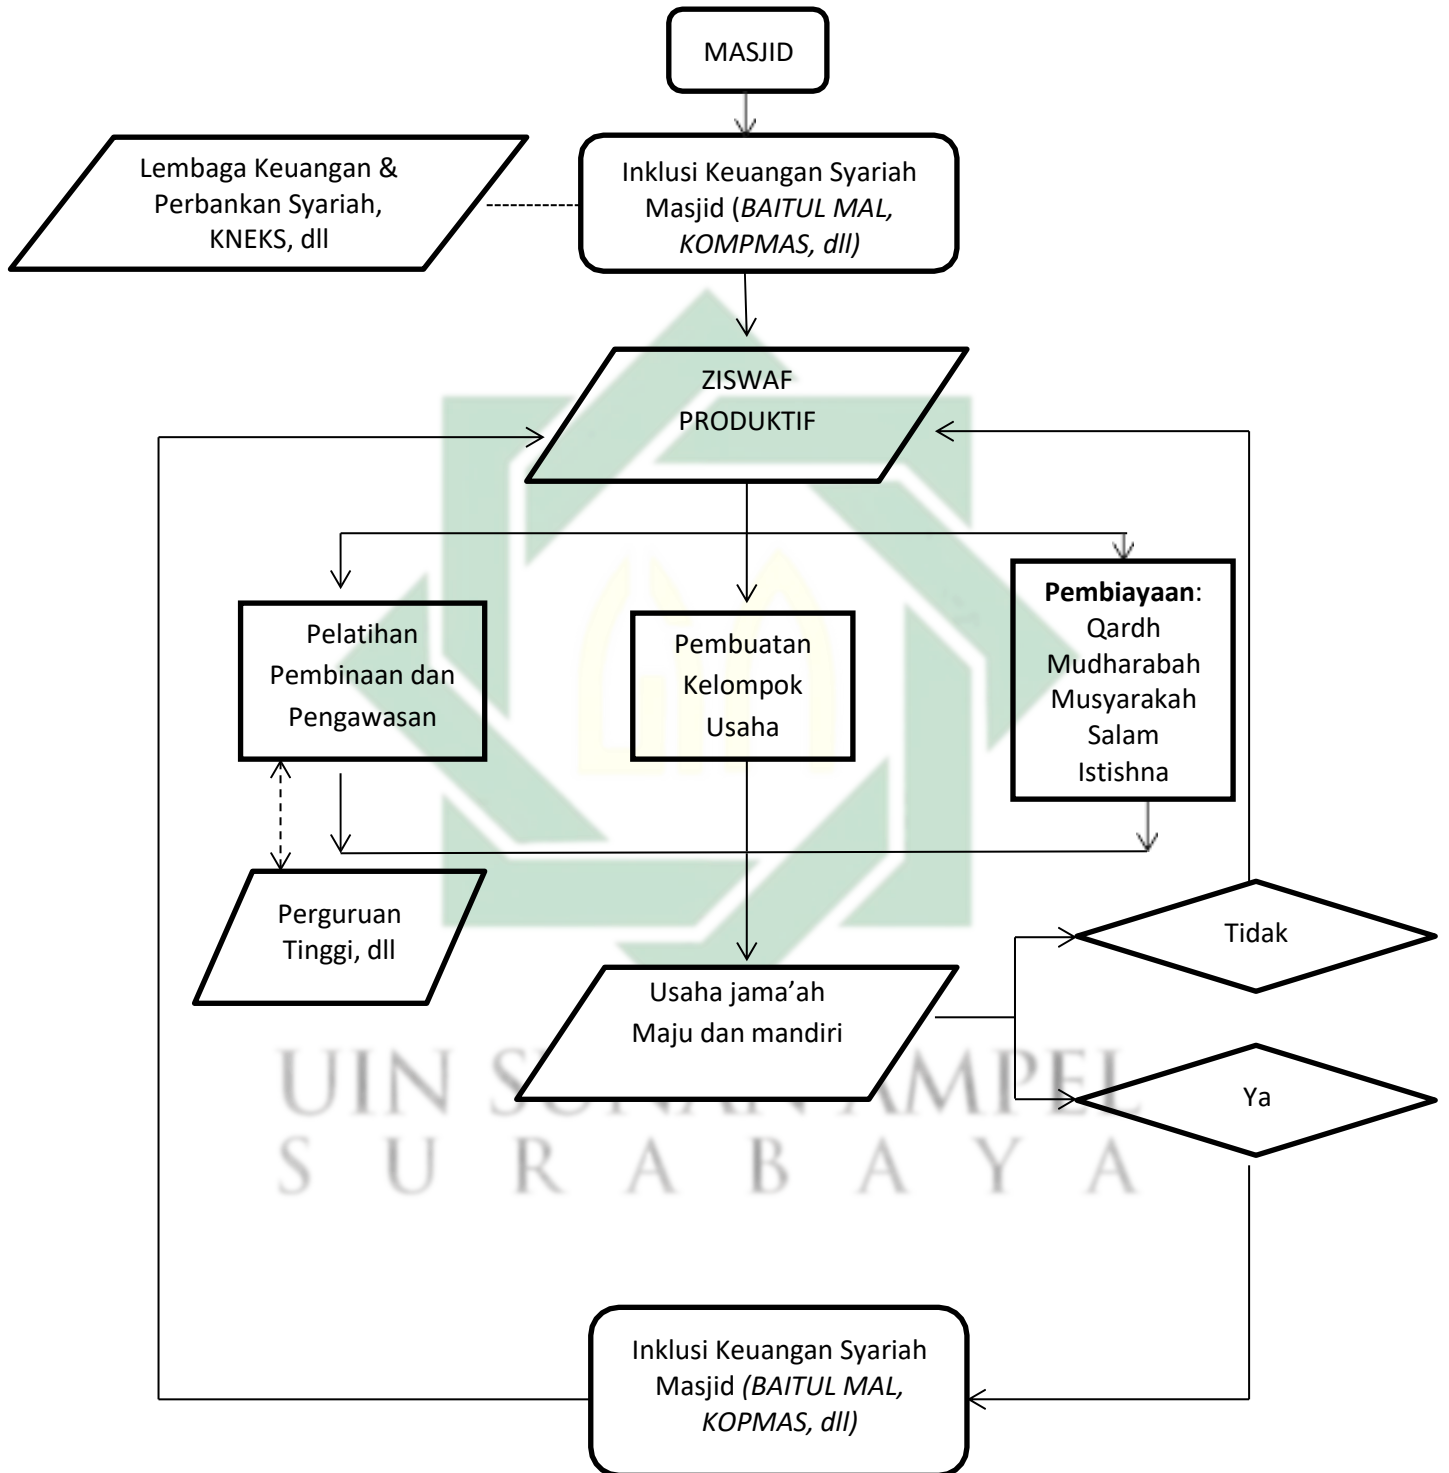 MASJID
Lembaga Keuangan &
Perbankan Syariah,
KNEKS, dll
Inklusi Keuangan Syariah
Masjid (BAITUL MAL,
KOMPMAS, dll)
ZISWAF
PRODUKTIF
Pelatihan
Pembinaan dan
Pengawasan
Pembuatan
Kelompok
Usaha
Pembiayaan:
Qardh
Mudharabah
Musyarakah
Salam
Istishna
Perguruan
Tinggi, dll
Usaha jama’ah
Maju dan mandiri
Tidak
Ya
UIN SUNAN AMPEL
SURABAYA
Inklusi Keuangan Syariah
Masjid (BAITUL MAL,
KOPMAS, dll)